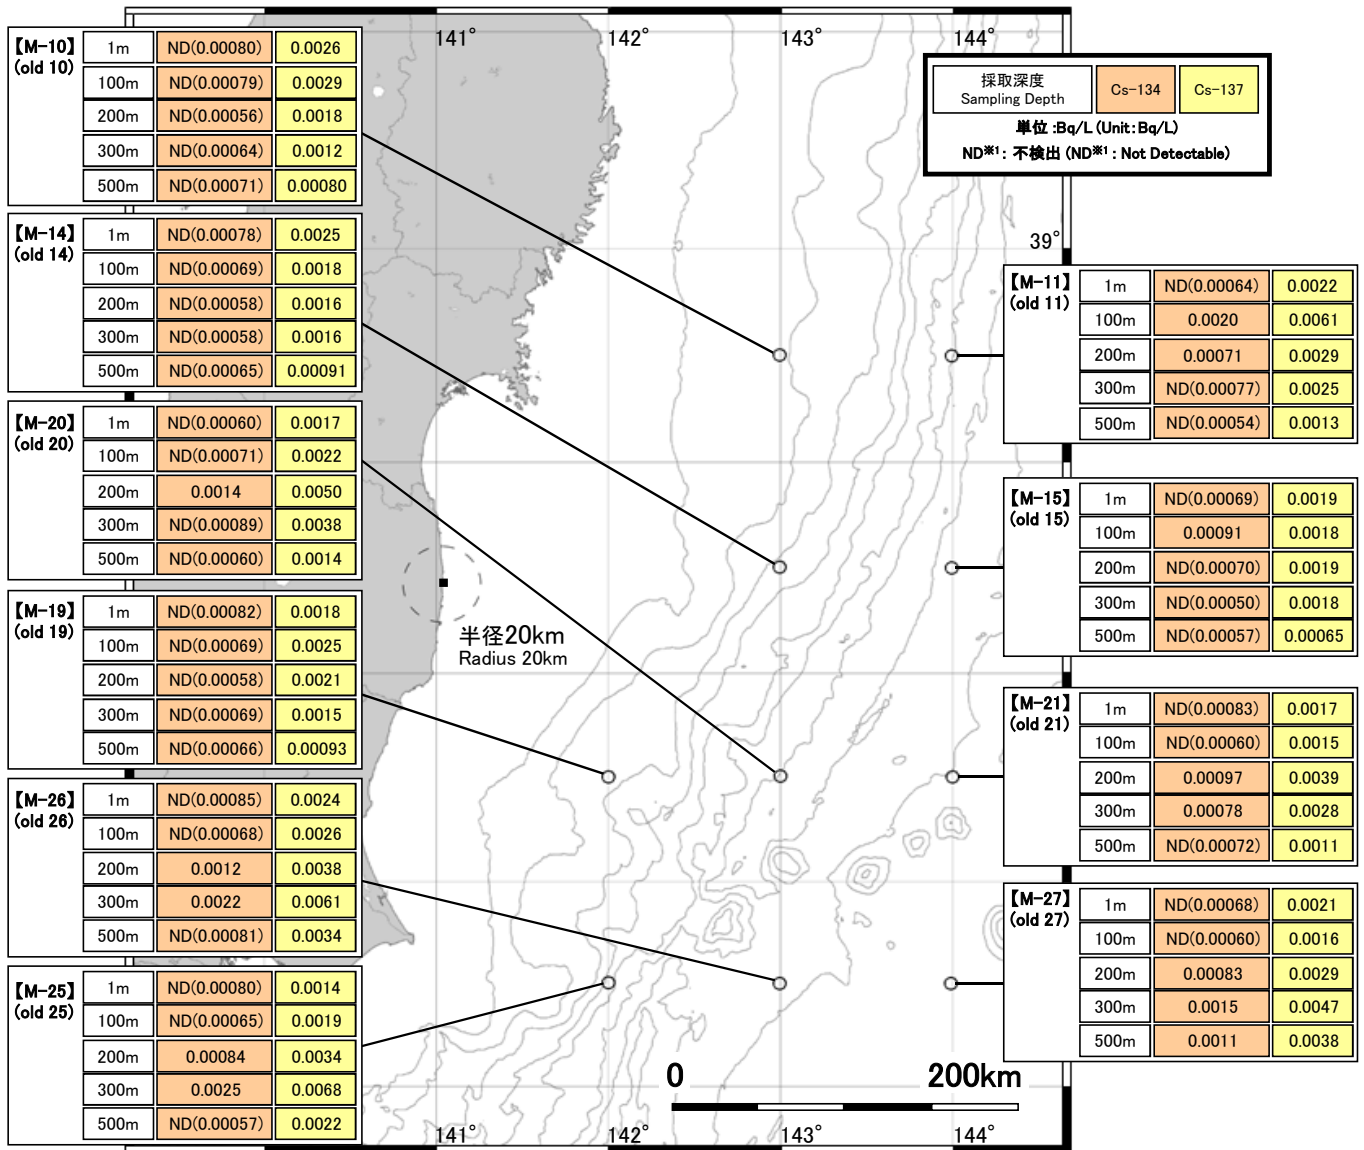 141° 142° 143° 144°
【M-10】 1m ND(0.00080) 0.0026
(old 10) 100m ND(0.00079) 0.0029
200m ND(0.00056) 0.0018
300m ND(0.00064) 0.0012
500m ND(0.00071) 0.00080
採取深度 Cs-134 Cs-137
Sampling Depth
単位 :Bq/L (Unit:Bq/L)
ND※1 : 不検出 (ND※1 : Not Detectable)
【M-14】 1m ND(0.00078) 0.0025
(old 14) 100m ND(0.00069) 0.0018
200m ND(0.00058) 0.0016
300m ND(0.00058) 0.0016
500m ND(0.00065) 0.00091
39°
【M-11】 1m ND(0.00064) 0.0022
(old 11) 100m 0.0020 0.0061
200m 0.00071 0.0029
300m ND(0.00077) 0.0025
500m ND(0.00054) 0.0013
【M-20】 1m ND(0.00060) 0.0017
(old 20) 100m ND(0.00071) 0.0022
200m 0.0014 0.0050
300m ND(0.00089) 0.0038
500m ND(0.00060) 0.0014
【M-15】 1m ND(0.00069) 0.0019
(old 15) 100m 0.00091 0.0018
200m ND(0.00070) 0.0019
300m ND(0.00050) 0.0018
500m ND(0.00057) 0.00065
【M-19】 1m ND(0.00082) 0.0018
(old 19) 100m ND(0.00069) 0.0025
200m ND(0.00058) 0.0021
300m ND(0.00069) 0.0015
500m ND(0.00066) 0.00093
半径20km
Radius 20km
【M-21】 1m ND(0.00083) 0.0017
(old 21) 100m ND(0.00060) 0.0015
200m 0.00097 0.0039
300m 0.00078 0.0028
500m ND(0.00072) 0.0011
【M-26】 1m ND(0.00085) 0.0024
(old 26) 100m ND(0.00068) 0.0026
200m 0.0012 0.0038
300m 0.0022 0.0061
500m ND(0.00081) 0.0034
【M-27】 1m ND(0.00068) 0.0021
(old 27) 100m ND(0.00060) 0.0016
200m 0.00083 0.0029
300m 0.0015 0.0047
500m 0.0011 0.0038
【M-25】 1m ND(0.00080) 0.0014
(old 25) 100m ND(0.00065) 0.0019
200m 0.00084 0.0034
300m 0.0025 0.0068
500m ND(0.00057) 0.0022
0 200km
141° 142° 143° 144°